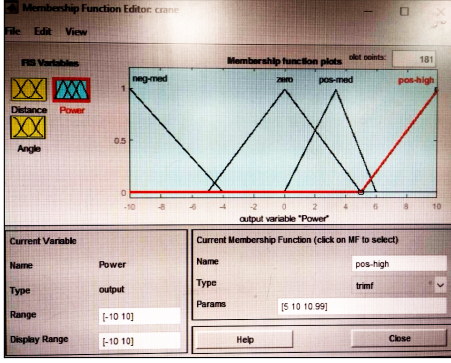 Membership Function Editor: crane
File Edit View
FIS Variables
Distance Power
Angle
Membership function plots plot points: 181
neg-med zero pos-med pos-high
1
0.5
0
-10 -8 -6 -4 -2 0 2 4 6 8 10
output variable "Power"
Current Variable
Name Power
Type output
Range [-10 10]
Display Range [-10 10]
Current Membership Function (click on MF to select)
Name pos-high
Type trimf
Params [5 10 10.99]
Help Close